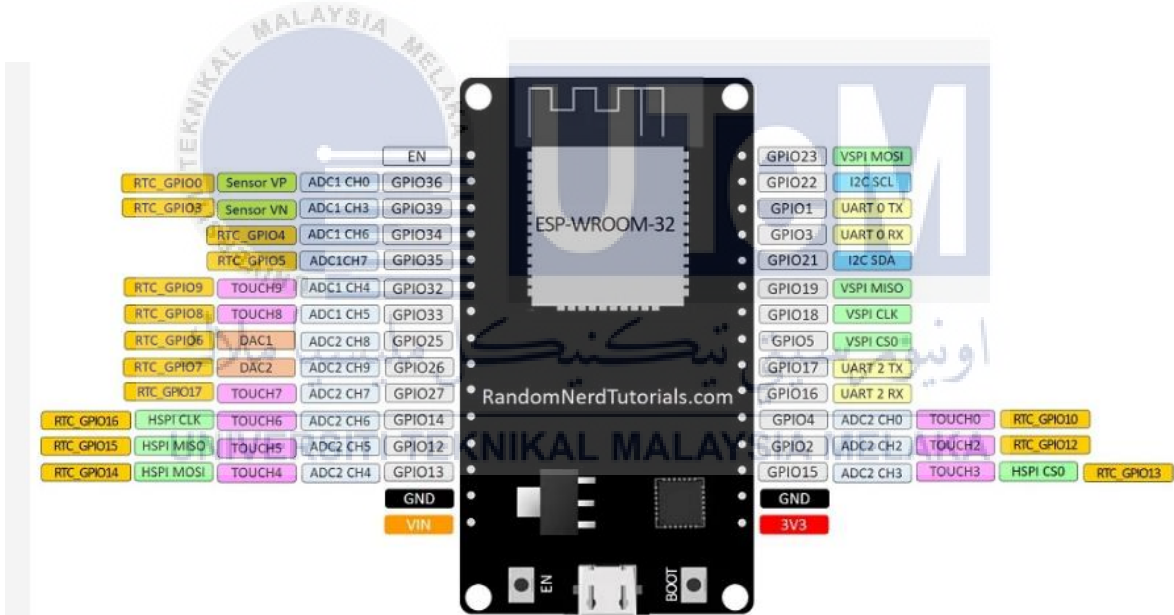 TEKNIKAL MALAYSIA MELAKA
UTeM
EN GPIO23 VSPI MOSI
RTC_GPIO0 Sensor VP ADC1 CH0 GPIO36 GPIO22 I2C SCL
RTC_GPIO3 Sensor VN ADC1 CH3 GPIO39 GPIO1 UART 0 TX
RTC_GPIO4 ADC1 CH6 GPIO34 ESP-WROOM-32 GPIO3 UART 0 RX
RTC_GPIO5 ADC1CH7 GPIO35 GPIO21 I2C SDA
RTC_GPIO9 TOUCH9 ADC1 CH4 GPIO32 GPIO19 VSPI MISO
RTC_GPIO8 TOUCH8 ADC1 CH5 GPIO33 GPIO18 VSPI CLK
RTC_GPIO6 DAC1 ADC2 CH8 GPIO25 GPIO5 VSPI CS0
RTC_GPIO7 DAC2 ADC2 CH9 GPIO26 GPIO17 UART 2 TX
اونيۏرسيتي تيكنيكل مليسيا ملاك
RTC_GPIO17 TOUCH7 ADC2 CH7 GPIO27 RandomNerdTutorials.com GPIO16 UART 2 RX
RTC_GPIO16 HSPI CLK TOUCH6 ADC2 CH6 GPIO14 GPIO4 ADC2 CH0 TOUCH0 RTC_GPIO10
RTC_GPIO15 HSPI MISO TOUCH5 ADC2 CH5 GPIO12 GPIO2 ADC2 CH2 TOUCH2 RTC_GPIO12
UNIVERSITI TEKNIKAL MALAYSIA MELAKA
RTC_GPIO14 HSPI MOSI TOUCH4 ADC2 CH4 GPIO13 GPIO15 ADC2 CH3 TOUCH3 HSPI CS0 RTC_GPIO13
GND GND
VIN 3V3
EN BOOT